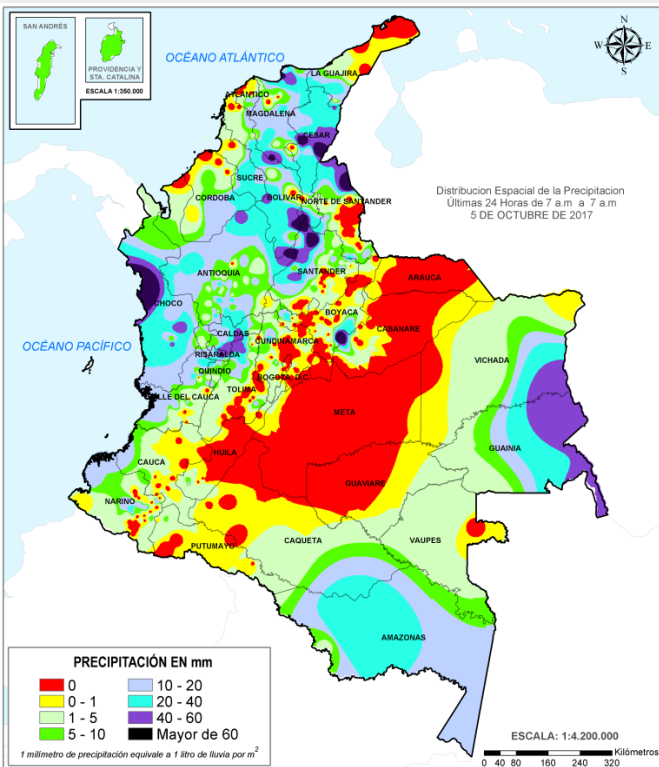 SAN ANDRÉS
PROVIDENCIA Y
STA. CATALINA
ESCALA 1:350.000
OCÉANO ATLÁNTICO
N
W
E
S
LA GUAJIRA
ATLANTICO
MAGDALENA
CESAR
SUCRE
BOLIVAR
NORTE DE SANTANDER
CORDOBA
Distribucion Espacial de la Precipitacion
Últimas 24 Horas de 7 a.m a 7 a.m
5 DE OCTUBRE DE 2017
ANTIOQUIA
SANTANDER
ARAUCA
CHOCO
BOYACA
CASANARE
OCÉANO PACÍFICO
CALDAS
CUNDINAMARCA
VICHADA
RISARALDA
QUINDIO
BOGOTA D.C
TOLIMA
VALLE DEL CAUCA
META
GUAINIA
CAUCA
HUILA
GUAVIARE
NARIÑO
PUTUMAYO
CAQUETA
VAUPES
AMAZONAS
PRECIPITACIÓN EN mm
0
10 - 20
0 - 1
20 - 40
1 - 5
40 - 60
5 - 10
Mayor de 60
1 milímetro de precipitación equivale a 1 litro de lluvia por m2
ESCALA: 1:4.200.000
Kilómetros
0 40 80 160 240 320